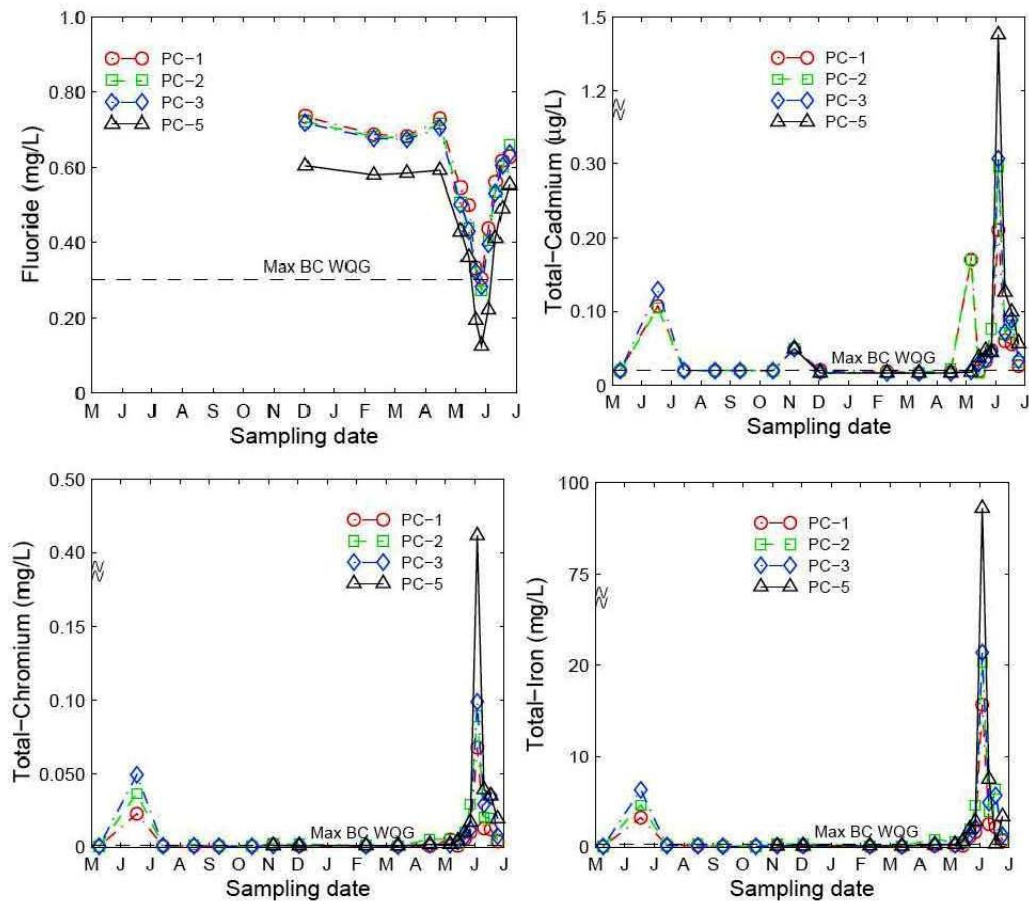 1.0
0.80
0.60
0.40
0.20
0
Fluoride (mg/L)
PC-1
PC-2
PC-3
PC-5
Max BC WQG
M J J A S O N D J F M A M J J
Sampling date
1.5
1.2
0.30
0.20
0.10
0
Total-Cadmium (µg/L)
PC-1
PC-2
PC-3
PC-5
Max BC WQG
M J J A S O N D J F M A M J J
Sampling date
0.50
0.40
0.15
0.10
0.050
0
Total-Chromium (mg/L)
PC-1
PC-2
PC-3
PC-5
Max BC WQG
M J J A S O N D J F M A M J J
Sampling date
100
75
20
10
0
Total-Iron (mg/L)
PC-1
PC-2
PC-3
PC-5
Max BC WQG
M J J A S O N D J F M A M J J
Sampling date